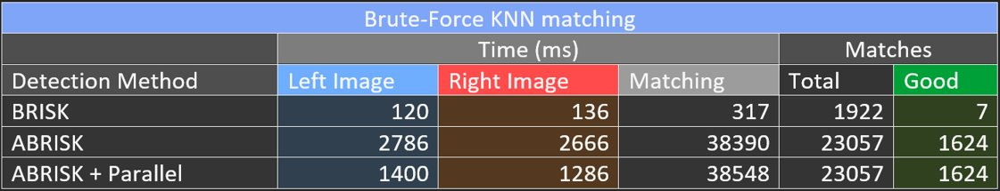 Brute-Force KNN matching
Time (ms) Matches
Detection Method Left Image Right Image Matching Total Good
BRISK 120 136 317 1922 7
ABRISK 2786 2666 38390 23057 1624
ABRISK + Parallel 1400 1286 38548 23057 1624